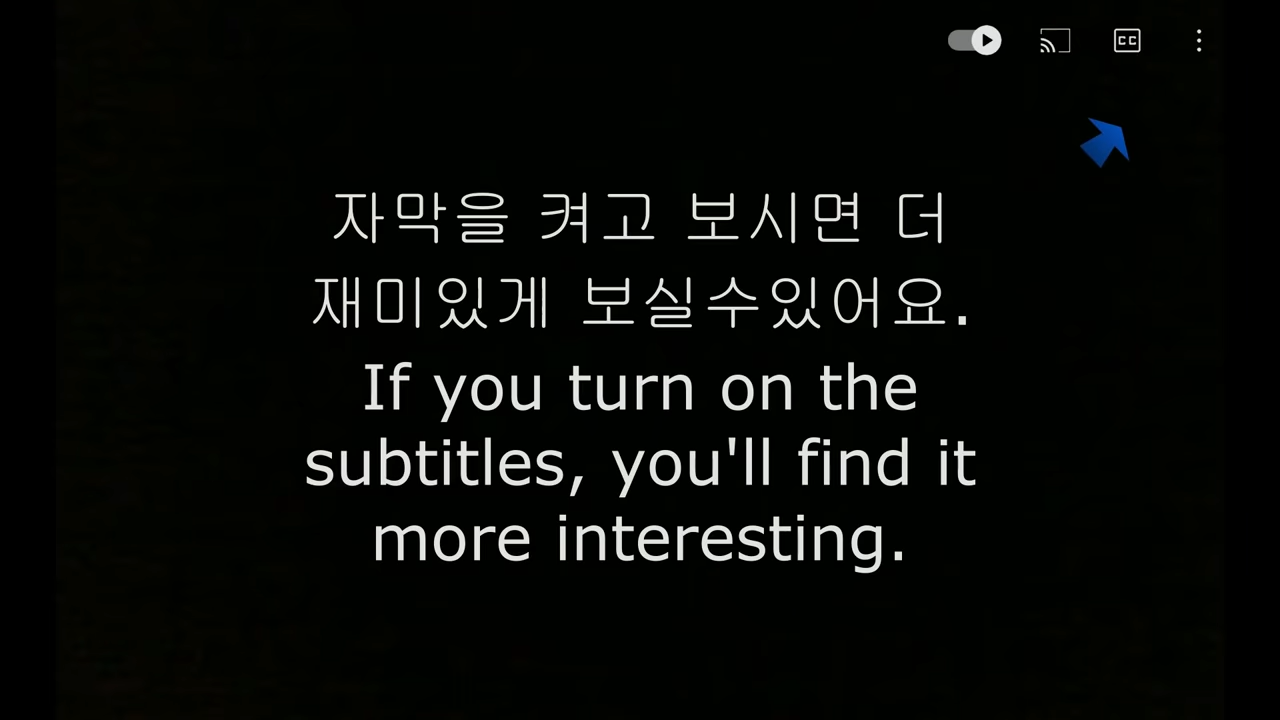 CC
자막을 켜고 보시면 더
재미있게 보실수있어요.
If you turn on the
subtitles, you'll find it
more interesting.